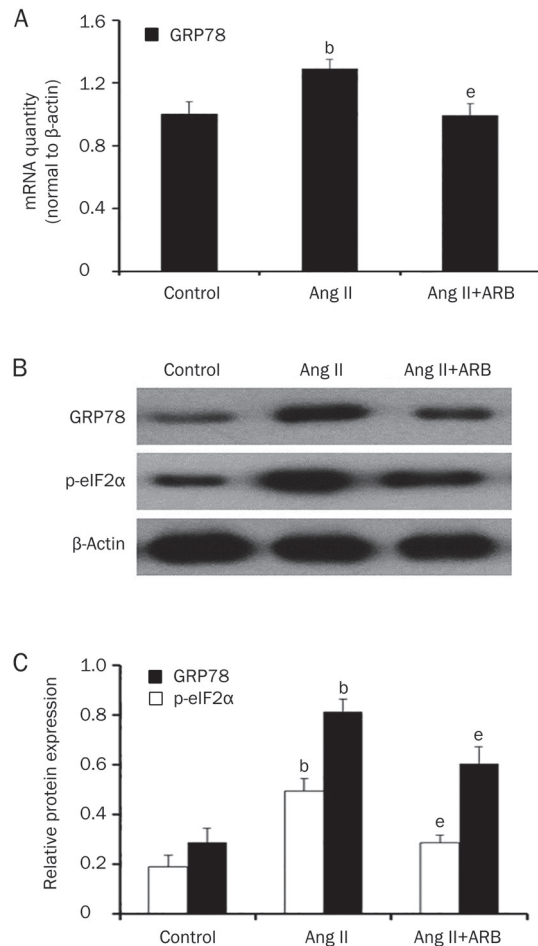 A
mRNA quantity
(normal to β-actin)
1.6
1.2
0.8
0.4
0
GRP78
b
e
Control Ang II Ang II+ARB
B
Control Ang II Ang II+ARB
GRP78
p-eIF2α
β-Actin
C
Relative protein expression
1.0
0.8
0.6
0.4
0.2
0
GRP78
p-eIF2α
b
b
e
e
Control Ang II Ang II+ARB